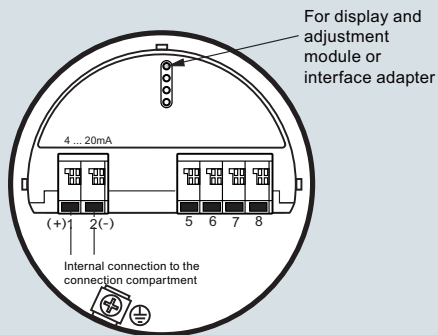 For display and
adjustment
module or
interface adapter
4 ... 20mA
(+)1 2(-) 5 6 7 8
Internal connection to the
connection compartment